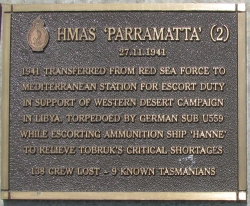 HMAS 'PARRAMATTA' (2)
27.11.1941
1941 TRANSFERRED FROM RED SEA FORCE TO
MEDITERRANEAN STATION FOR ESCORT DUTY
IN SUPPORT OF WESTERN DESERT CAMPAIGN
IN LIBYA. TORPEDOED BY GERMAN SUB U559
WHILE ESCORTING AMMUNITION SHIP 'HANNE'
TO RELIEVE TOBRUK'S CRITICAL SHORTAGES
138 CREW LOST - 9 KNOWN TASMANIANS